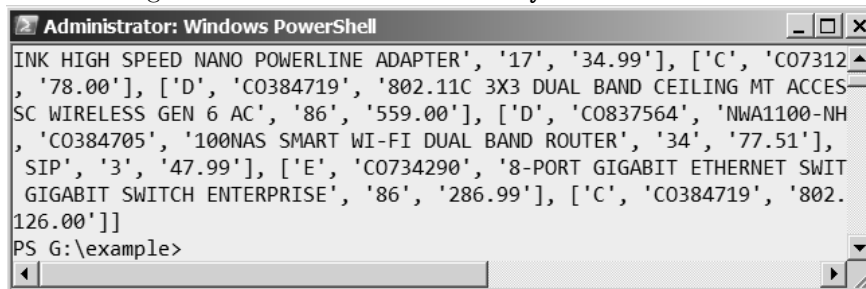 Administrator: Windows PowerShell
INK HIGH SPEED NANO POWERLINE ADAPTER', '17', '34.99'], ['C', 'CO7312
, '78.00'], ['D', 'CO384719', '802.11C 3X3 DUAL BAND CEILING MT ACCES
SC WIRELESS GEN 6 AC', '86', '559.00'], ['D', 'CO837564', 'NWA1100-NH
, 'CO384705', '100NAS SMART WI-FI DUAL BAND ROUTER', '34', '77.51'],
SIP', '3', '47.99'], ['E', 'CO734290', '8-PORT GIGABIT ETHERNET SWIT
GIGABIT SWITCH ENTERPRISE', '86', '286.99'], ['C', 'CO384719', '802.
126.00']]
PS G:\example>